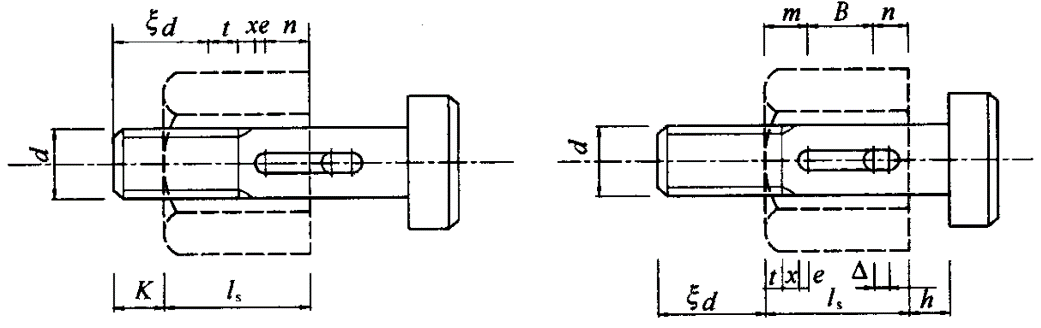 ξd t xe n
d
K lₛ
m B n
d
t x e Δ
ξd lₛ h